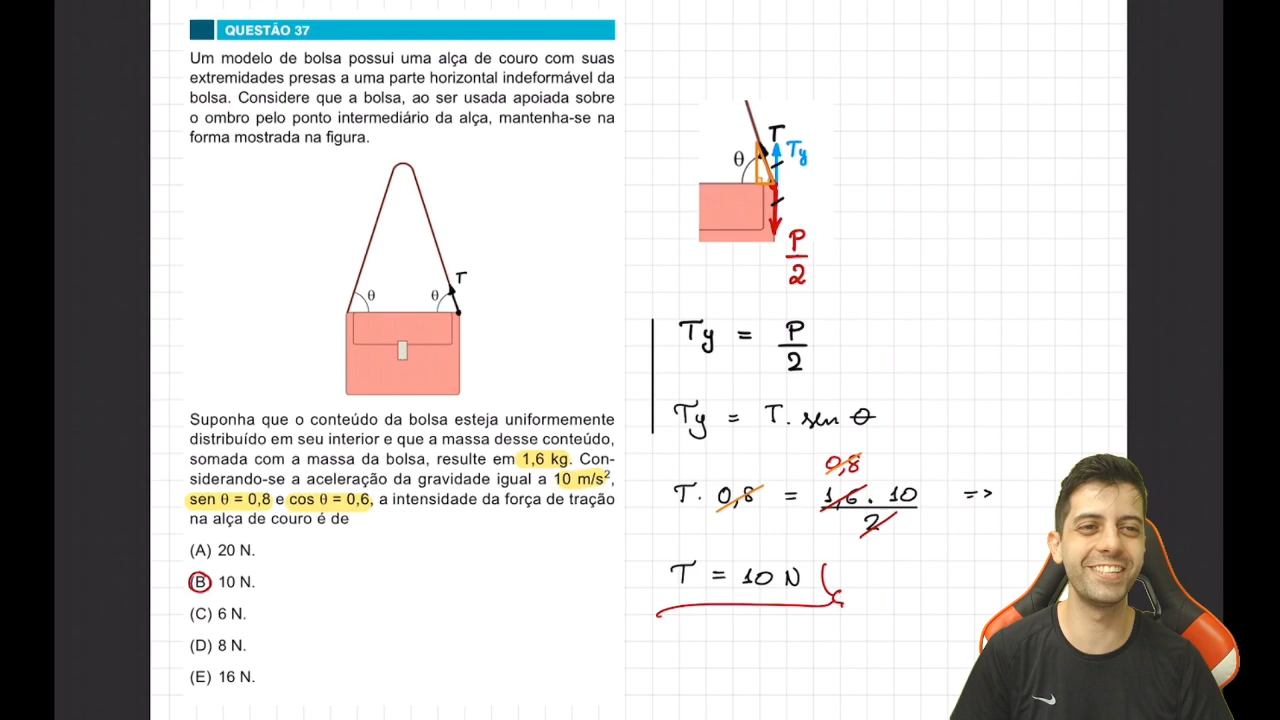 QUESTÃO 37
Um modelo de bolsa possui uma alça de couro com suas
extremidades presas a uma parte horizontal indeformável da
bolsa. Considere que a bolsa, ao ser usada apoiada sobre
o ombro pelo ponto intermediário da alça, mantenha-se na
forma mostrada na figura.
θ
θ
T
Suponha que o conteúdo da bolsa esteja uniformemente
distribuído em seu interior e que a massa desse conteúdo,
somada com a massa da bolsa, resulte em 1,6 kg. Con-
siderando-se a aceleração da gravidade igual a 10 m/s²,
sen θ = 0,8 e cos θ = 0,6, a intensidade da força de tração
na alça de couro é de
(A) 20 N.
(B) 10 N.
(C) 6 N.
(D) 8 N.
(E) 16 N.
T
θ
Ty
P
2
Ty = P
2
Ty = T. sen θ
0,8
T. 0,8 = 1,6 . 10 =>
2
T = 10 N